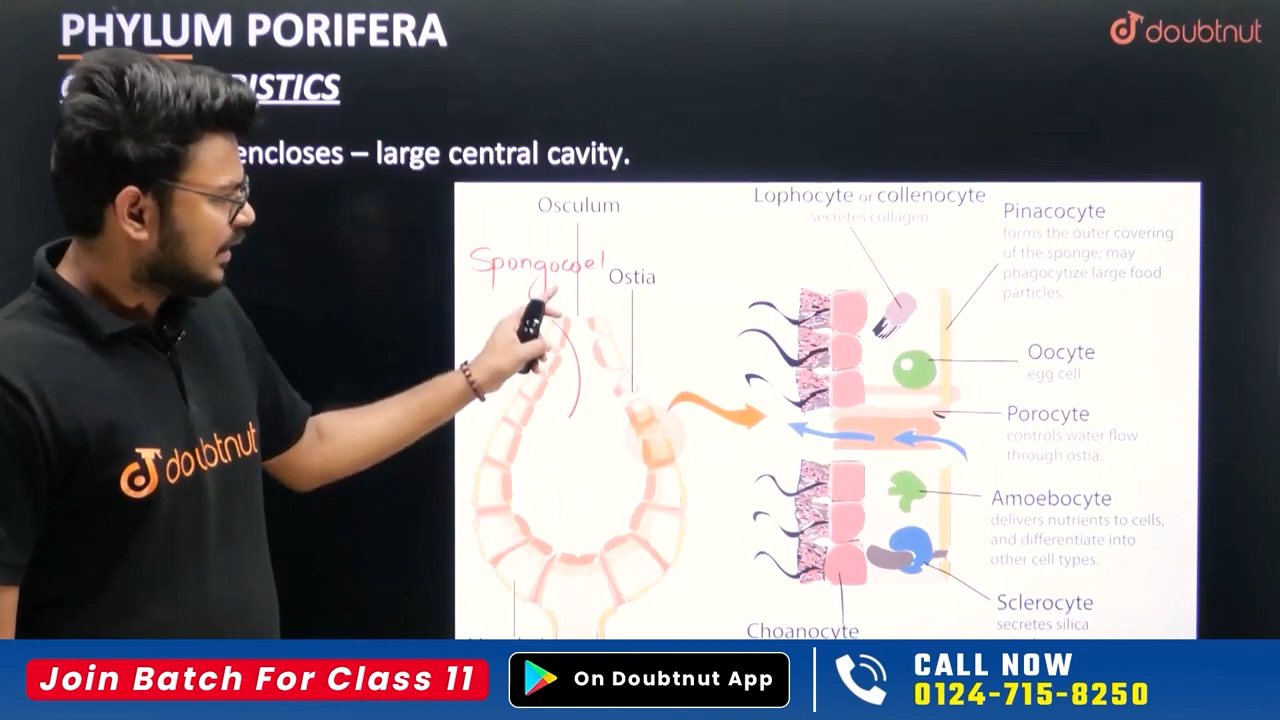 PHYLUM PORIFERA
doubtnut
ISTICS
encloses – large central cavity.
Osculum
Spongocoel
Ostia
Lophocyte or collenocyte
secretes collagen
Pinacocyte
forms the outer covering
of the sponge; may
phagocytize large food
particles.
Oocyte
egg cell
Porocyte
controls water flow
through ostia.
Amoebocyte
delivers nutrients to cells,
and differentiate into
other cell types.
Sclerocyte
secretes silica
Choanocyte
doubtnut
Join Batch For Class 11
On Doubtnut App
CALL NOW
0124-715-8250